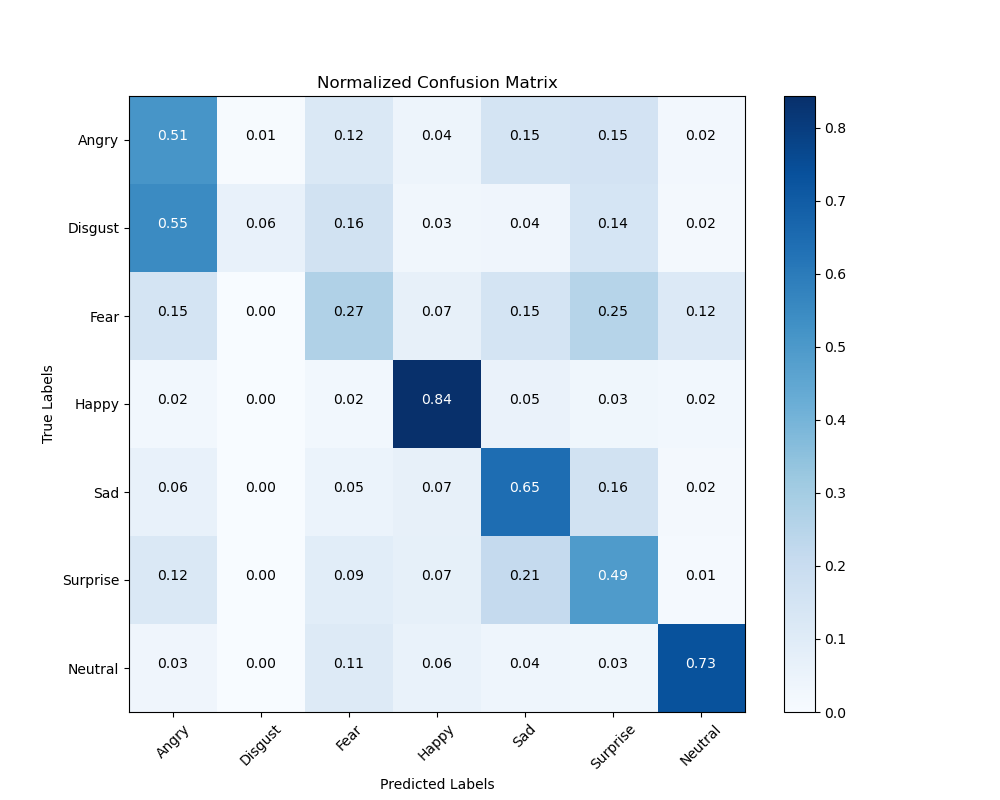 Normalized Confusion Matrix
Angry 0.51 0.01 0.12 0.04 0.15 0.15 0.02
Disgust 0.55 0.06 0.16 0.03 0.04 0.14 0.02
Fear 0.15 0.00 0.27 0.07 0.15 0.25 0.12
Happy 0.02 0.00 0.02 0.84 0.05 0.03 0.02
Sad 0.06 0.00 0.05 0.07 0.65 0.16 0.02
Surprise 0.12 0.00 0.09 0.07 0.21 0.49 0.01
Neutral 0.03 0.00 0.11 0.06 0.04 0.03 0.73
Angry Disgust Fear Happy Sad Surprise Neutral
Predicted Labels
True Labels
0.8
0.7
0.6
0.5
0.4
0.3
0.2
0.1
0.0